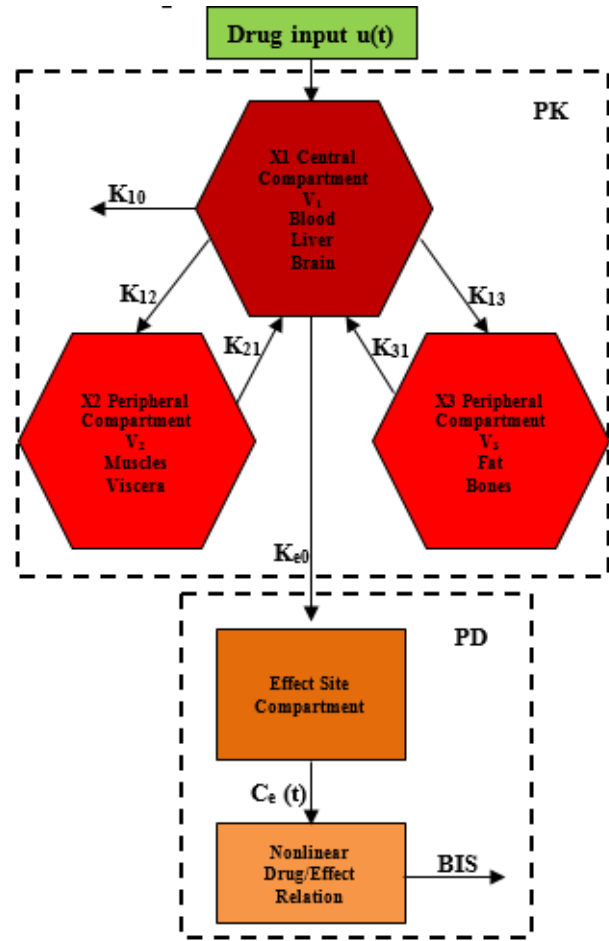 Drug input u(t)
PK
X1 Central
Compartment
V₁
Blood
Liver
Brain
K₁₀
K₁₂
K₁₃
K₂₁
K₃₁
X2 Peripheral
Compartment
V₂
Muscles
Viscera
X3 Peripheral
Compartment
V₃
Fat
Bones
Kₑ₀
PD
Effect Site
Compartment
Cₑ (t)
Nonlinear
Drug/Effect
Relation
BIS